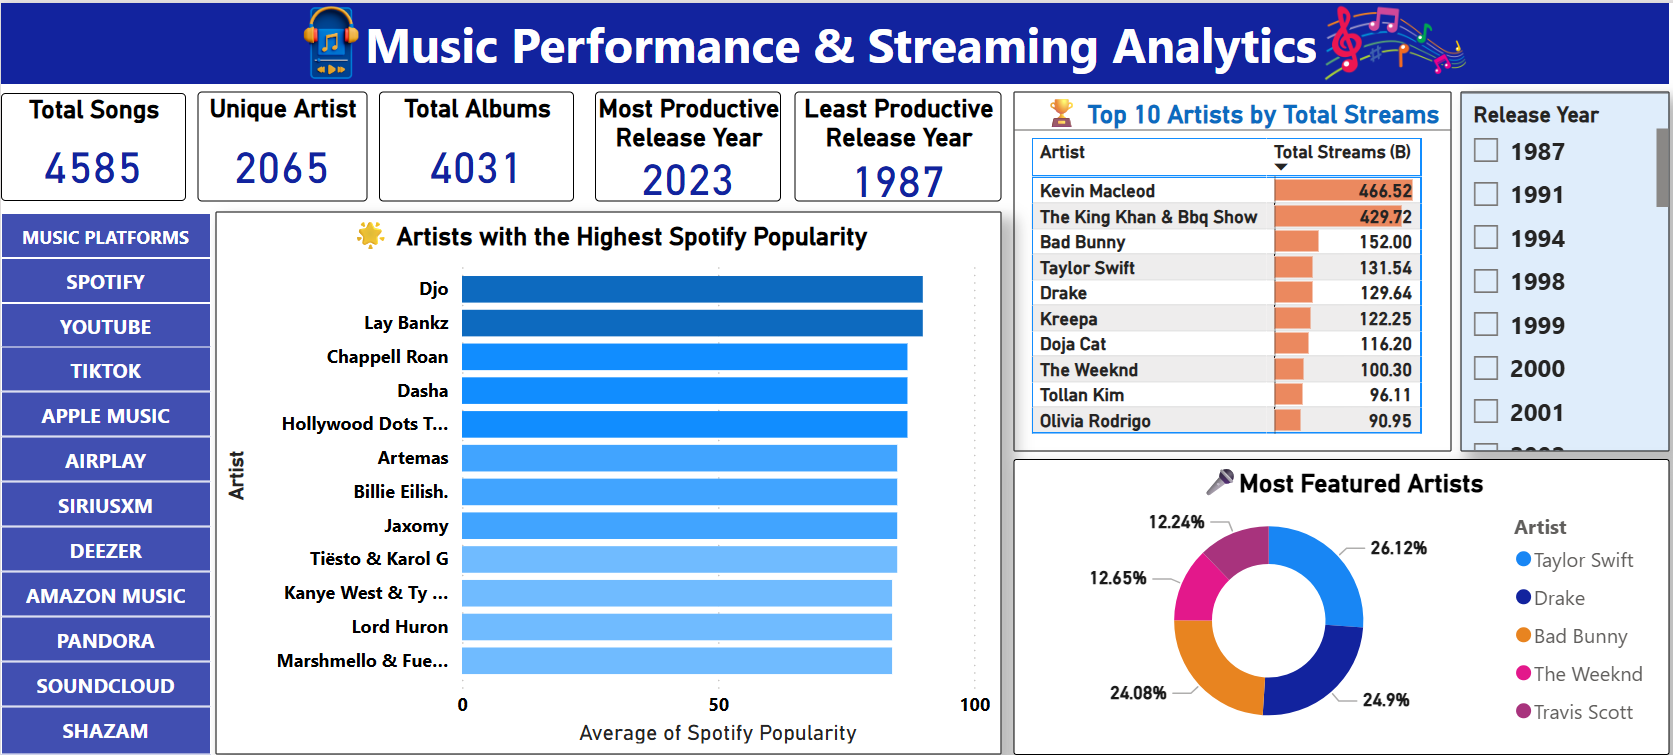 Music Performance & Streaming Analytics
Total Songs
4585
Unique Artist
2065
Total Albums
4031
Most Productive
Release Year
2023
Least Productive
Release Year
1987
MUSIC PLATFORMS
SPOTIFY
YOUTUBE
TIKTOK
APPLE MUSIC
AIRPLAY
SIRIUSXM
DEEZER
AMAZON MUSIC
PANDORA
SOUNDCLOUD
SHAZAM
Artists with the Highest Spotify Popularity
Artist
Djo
Lay Bankz
Chappell Roan
Dasha
Hollywood Dots T...
Artemas
Billie Eilish.
Jaxomy
Tiësto & Karol G
Kanye West & Ty ...
Lord Huron
Marshmello & Fue...
0 50 100
Average of Spotify Popularity
Top 10 Artists by Total Streams
Artist Total Streams (B)
Kevin Macleod 466.52
The King Khan & Bbq Show 429.72
Bad Bunny 152.00
Taylor Swift 131.54
Drake 129.64
Kreepa 122.25
Doja Cat 116.20
The Weeknd 100.30
Tollan Kim 96.11
Olivia Rodrigo 90.95
Release Year
1987
1991
1994
1998
1999
2000
2001
Most Featured Artists
12.24%
26.12%
12.65%
24.08%
24.9%
Artist
Taylor Swift
Drake
Bad Bunny
The Weeknd
Travis Scott